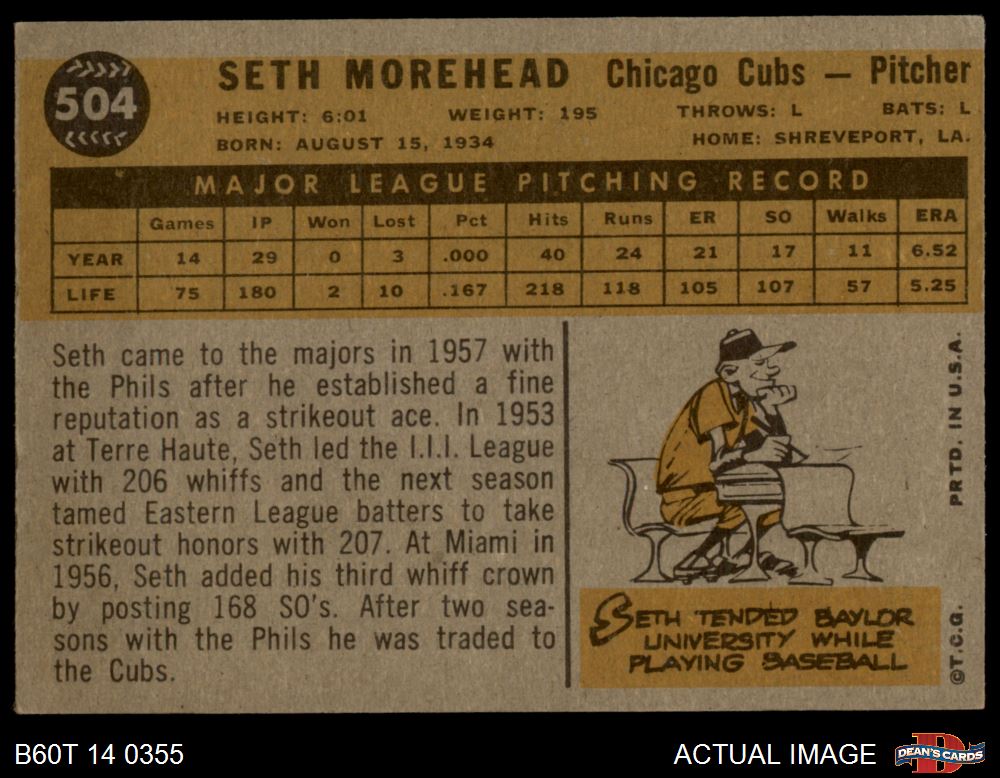 504
SETH MOREHEAD Chicago Cubs — Pitcher
HEIGHT: 6:01 WEIGHT: 195 THROWS: L BATS: L
BORN: AUGUST 15, 1934 HOME: SHREVEPORT, LA.
MAJOR LEAGUE PITCHING RECORD
Games IP Won Lost Pct Hits Runs ER SO Walks ERA
YEAR 14 29 0 3 .000 40 24 21 17 11 6.52
LIFE 75 180 2 10 .167 218 118 105 107 57 5.25
Seth came to the majors in 1957 with
the Phils after he established a fine
reputation as a strikeout ace. In 1953
at Terre Haute, Seth led the I.I.I. League
with 206 whiffs and the next season
tamed Eastern League batters to take
strikeout honors with 207. At Miami in
1956, Seth added his third whiff crown
by posting 168 SO's. After two sea-
sons with the Phils he was traded to
the Cubs.
SETH TENDED BAYLOR
UNIVERSITY WHILE
PLAYING BASEBALL
©T.C.G. PRTD. IN U.S.A.
B60T 14 0355 ACTUAL IMAGE DEAN'S CARDS